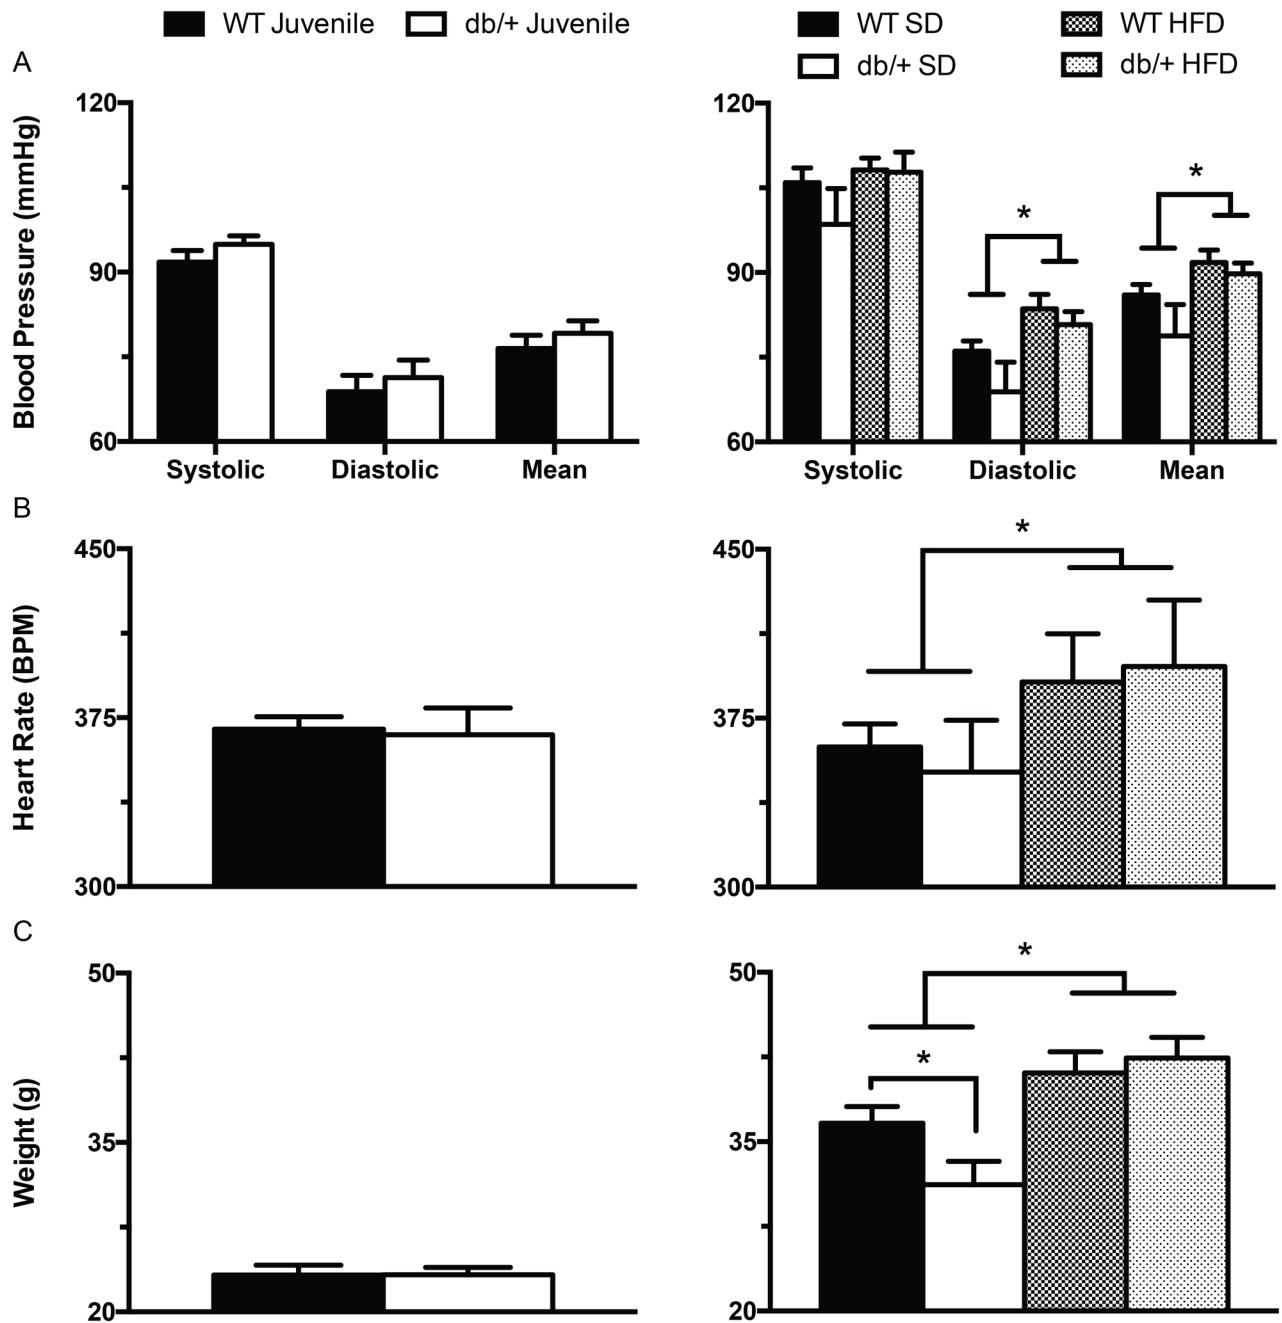 WT Juvenile db/+ Juvenile
WT SD WT HFD
db/+ SD db/+ HFD
A
Blood Pressure (mmHg)
120
90
60
Systolic Diastolic Mean
120
90
60
*
*
Systolic Diastolic Mean
B
Heart Rate (BPM)
450
375
300
450
375
300
*
C
Weight (g)
50
35
20
50
35
20
*
*